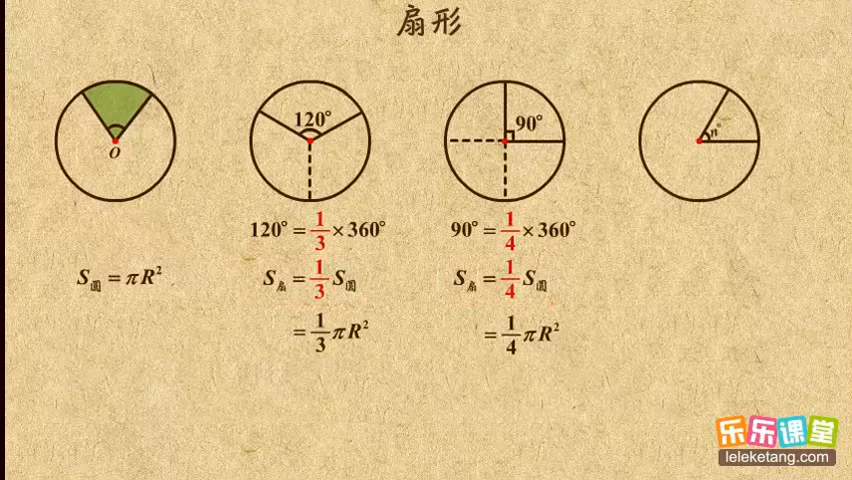 扇形
O
120°
90°
n°
120° = 1/3 × 360°
90° = 1/4 × 360°
S圆 = πR²
S扇 = 1/3 S圆
S扇 = 1/4 S圆
= 1/3 πR²
= 1/4 πR²
乐乐课堂
leleketang.com